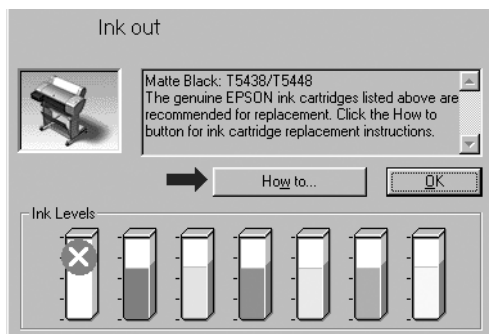 Ink out
Matte Black: T5438/T5448
The genuine EPSON ink cartridges listed above are
recommended for replacement. Click the How to
button for ink cartridge replacement instructions.
How to...
OK
Ink Levels